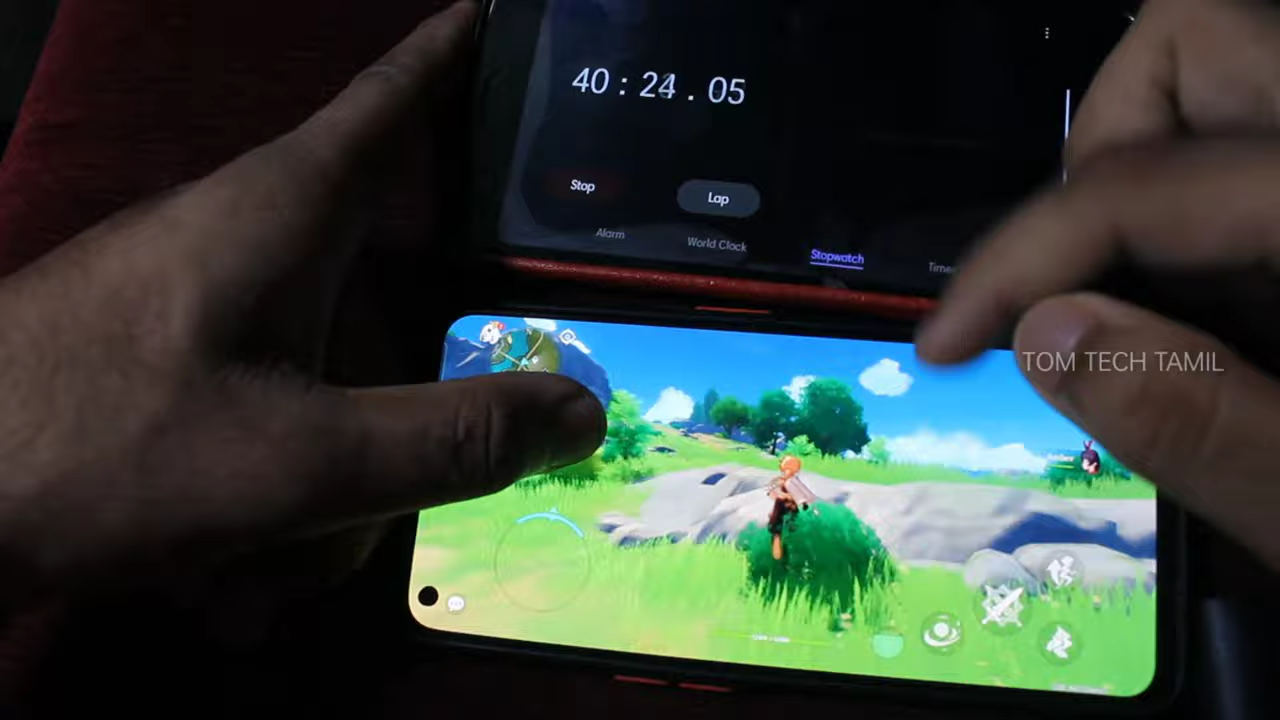 40 : 24 . 05
Stop
Lap
Alarm
World Clock
Stopwatch
TOM TECH TAMIL